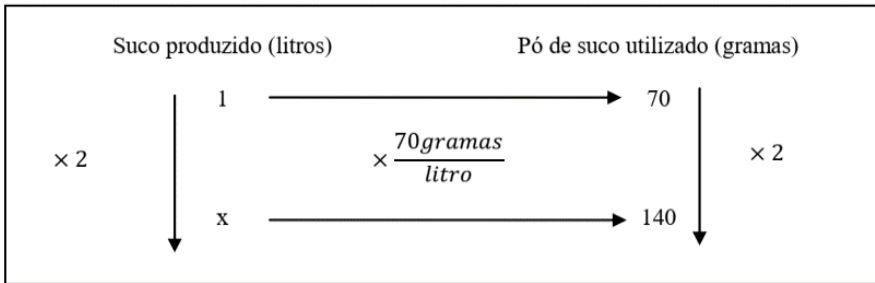 Suco produzido (litros) Pó de suco utilizado (gramas)
1 70
× 2 × 70gramas/litro × 2
x 140